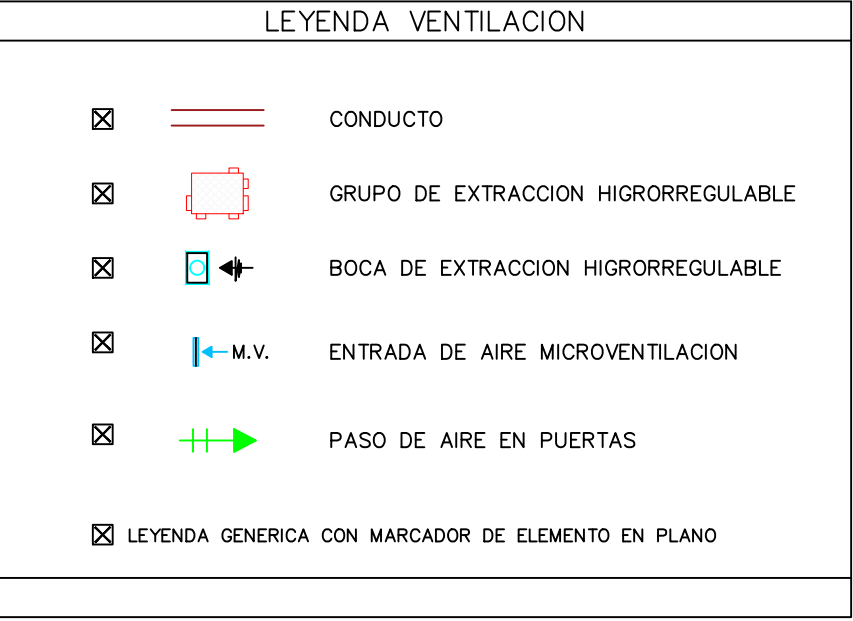 LEYENDA VENTILACION
CONDUCTO
GRUPO DE EXTRACCION HIGRORREGULABLE
BOCA DE EXTRACCION HIGRORREGULABLE
M.V. ENTRADA DE AIRE MICROVENTILACION
PASO DE AIRE EN PUERTAS
LEYENDA GENERICA CON MARCADOR DE ELEMENTO EN PLANO